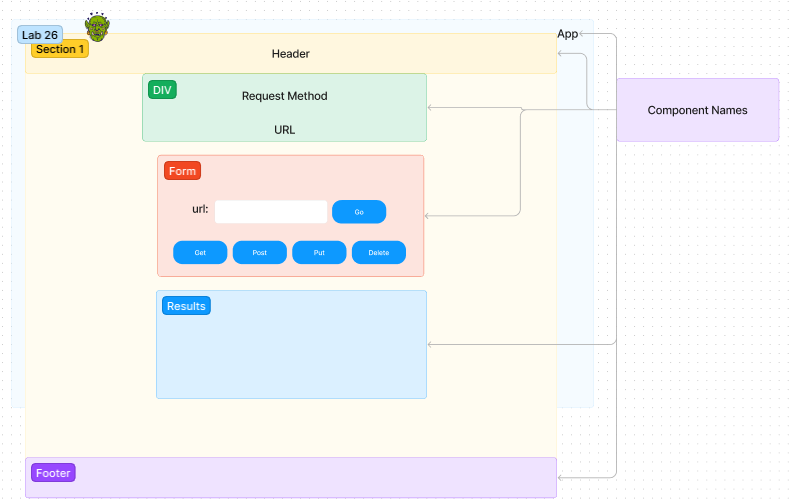 Lab 26
App
Section 1
Header
DIV
Request Method
URL
Component Names
Form
url:
Go
Get
Post
Put
Delete
Results
Footer